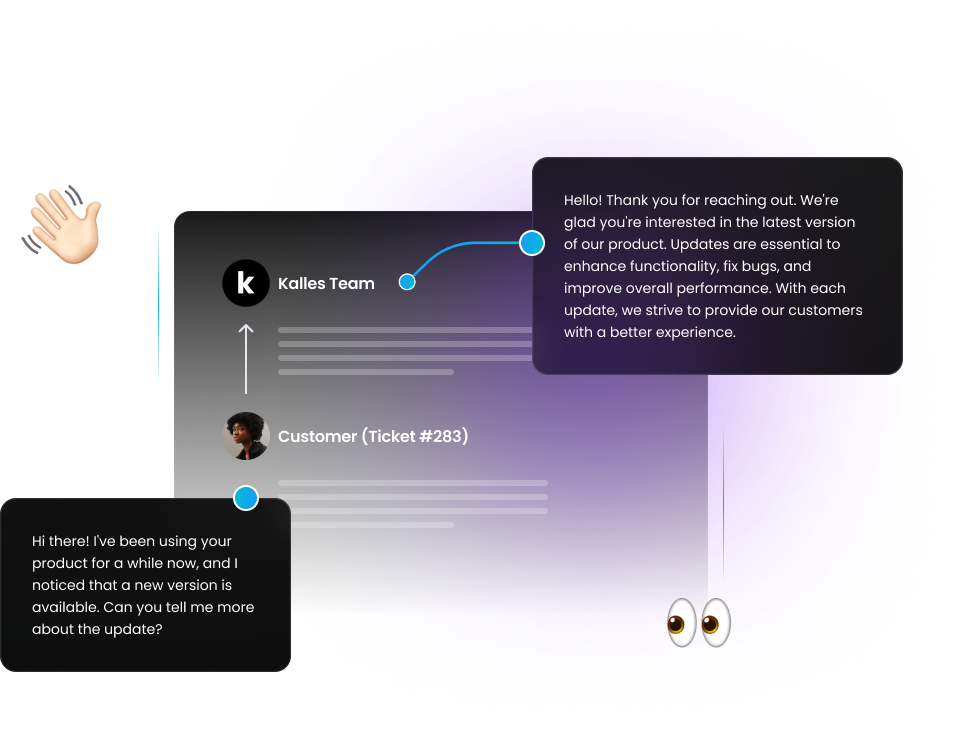 Hello! Thank you for reaching out. We're
glad you're interested in the latest version
of our product. Updates are essential to
enhance functionality, fix bugs, and
improve overall performance. With each
update, we strive to provide our customers
with a better experience.
k
Kalles Team
Customer (Ticket #283)
Hi there! I've been using your
product for a while now, and I
noticed that a new version is
available. Can you tell me more
about the update?